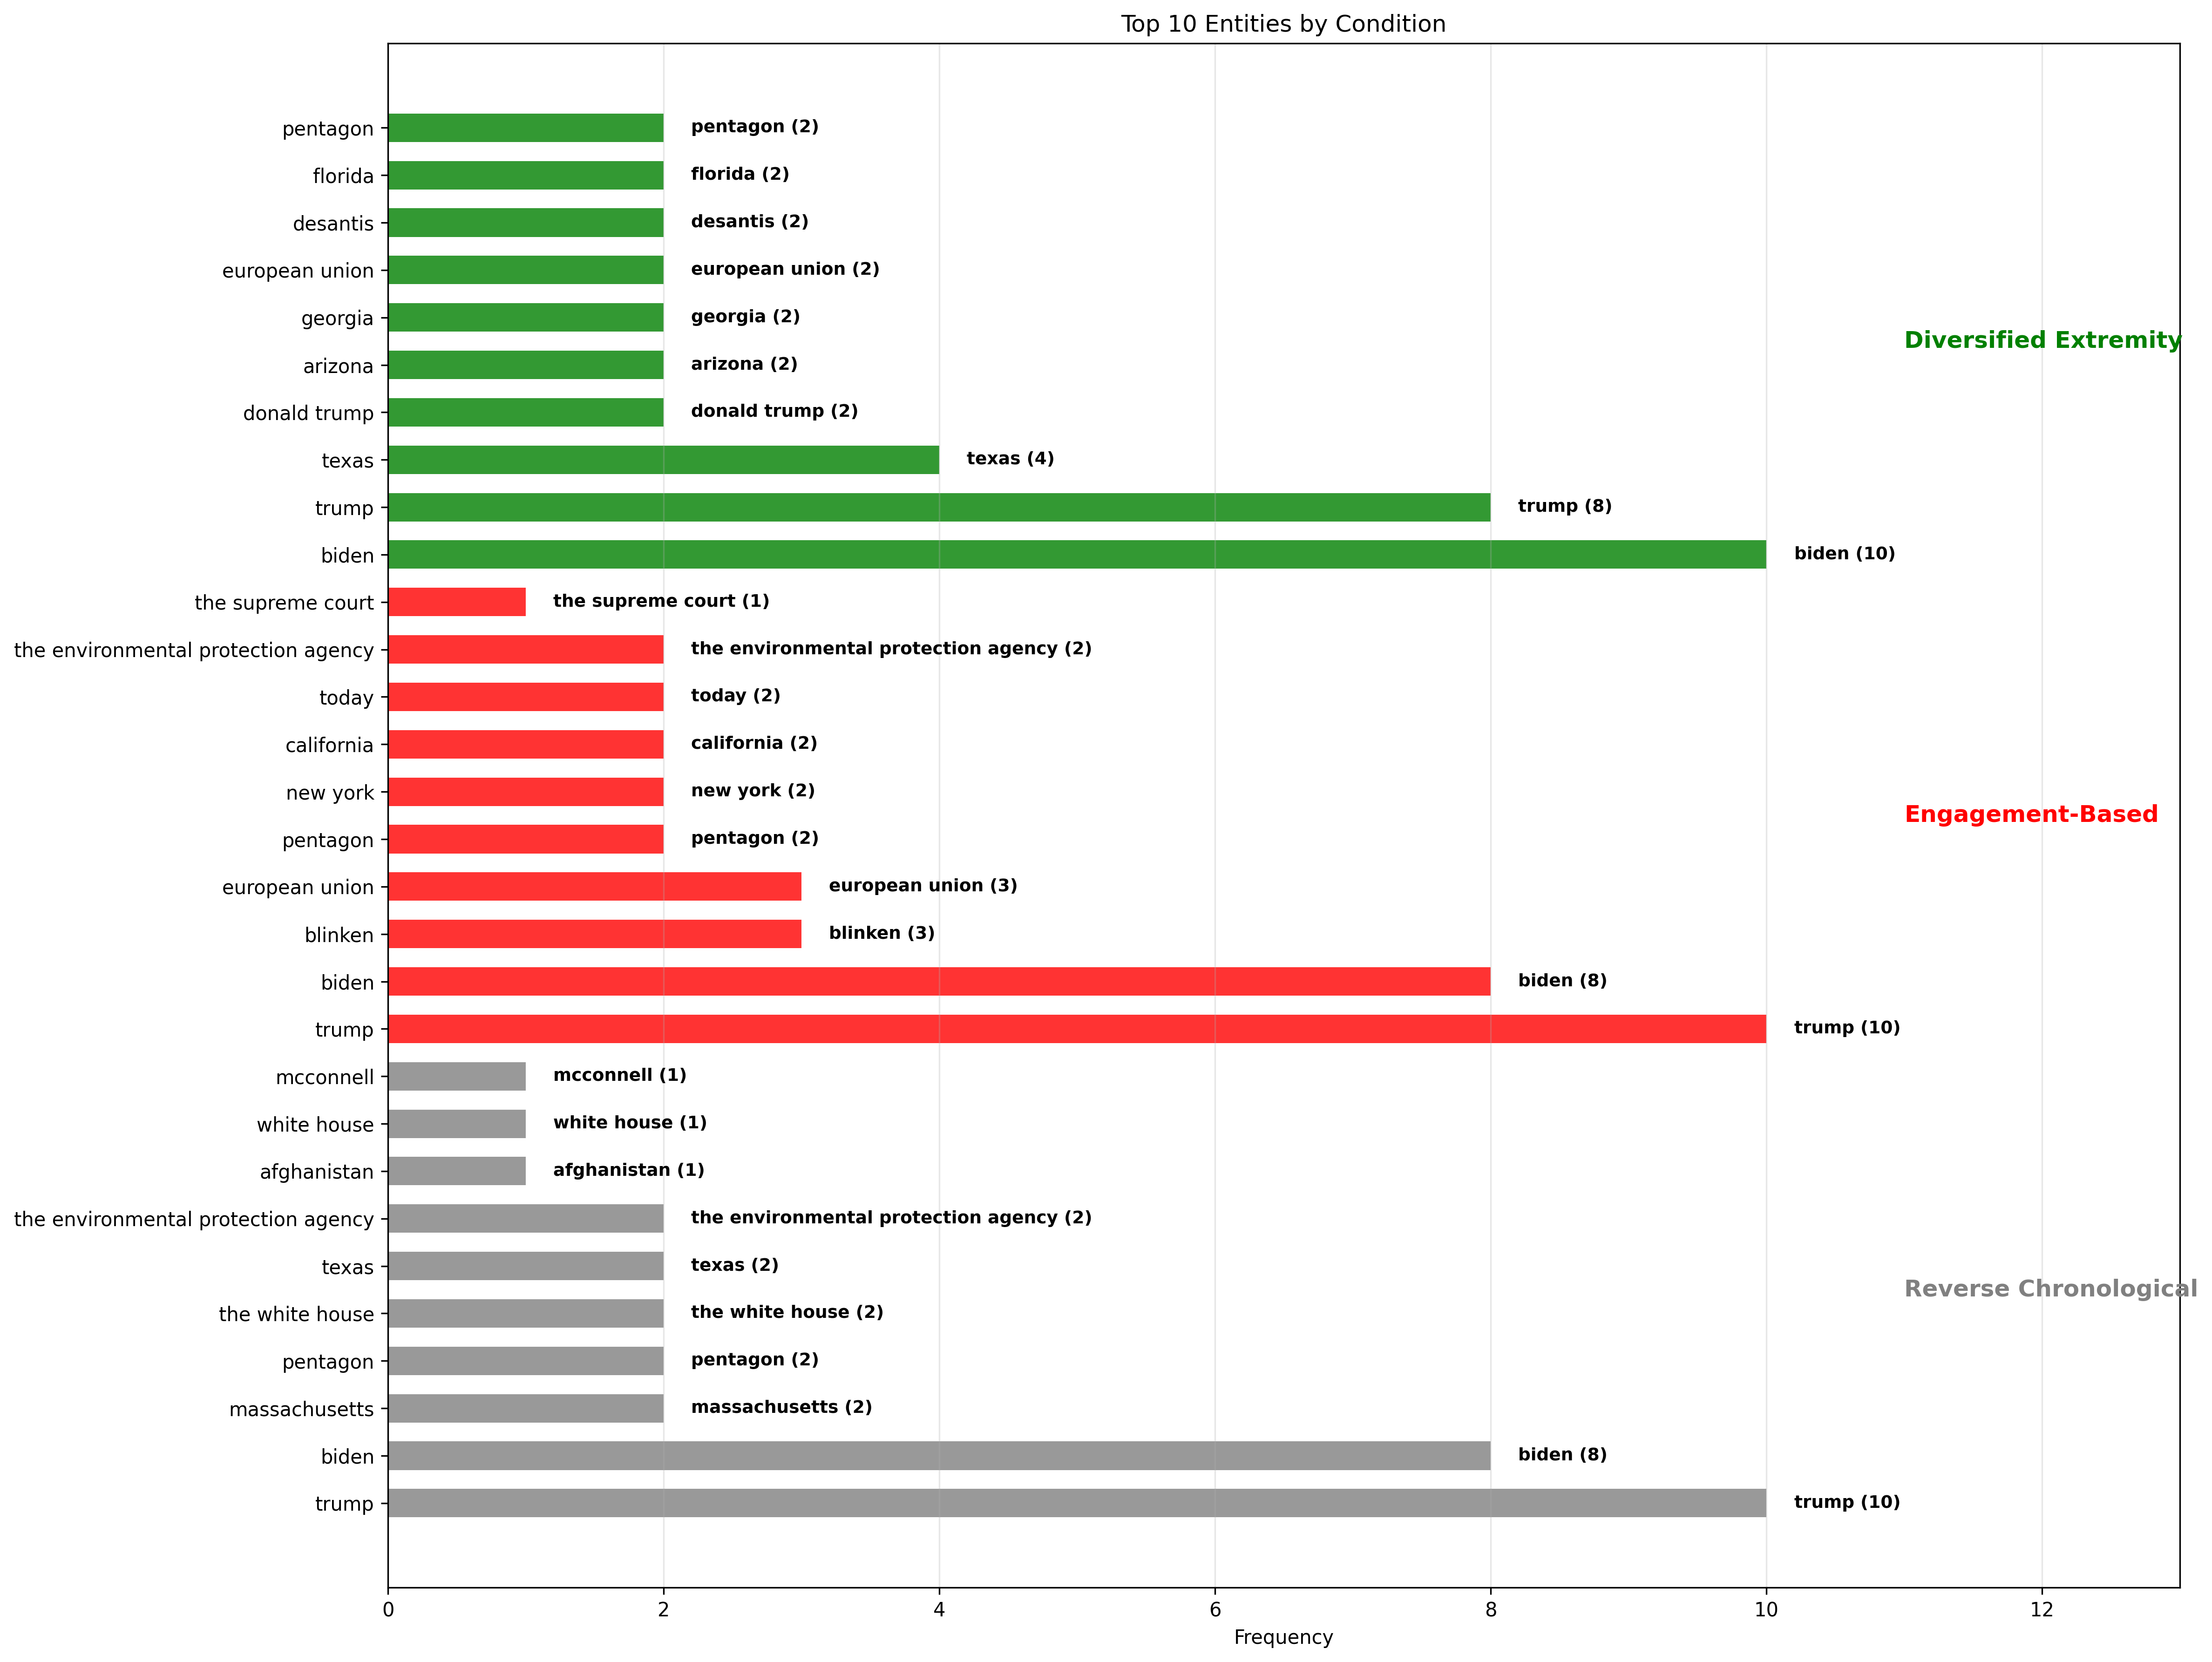 Top 10 Entities by Condition
pentagon pentagon (2)
florida florida (2)
desantis desantis (2)
european union european union (2)
georgia georgia (2)
Diversified Extremity
arizona arizona (2)
donald trump donald trump (2)
texas texas (4)
trump trump (8)
biden biden (10)
the supreme court the supreme court (1)
the environmental protection agency the environmental protection agency (2)
today today (2)
california california (2)
new york new york (2)
Engagement-Based
pentagon pentagon (2)
european union european union (3)
blinken blinken (3)
biden biden (8)
trump trump (10)
mcconnell mcconnell (1)
white house white house (1)
afghanistan afghanistan (1)
the environmental protection agency the environmental protection agency (2)
texas texas (2)
Reverse Chronological
the white house the white house (2)
pentagon pentagon (2)
massachusetts massachusetts (2)
biden biden (8)
trump trump (10)
0 2 4 6 8 10 12
Frequency